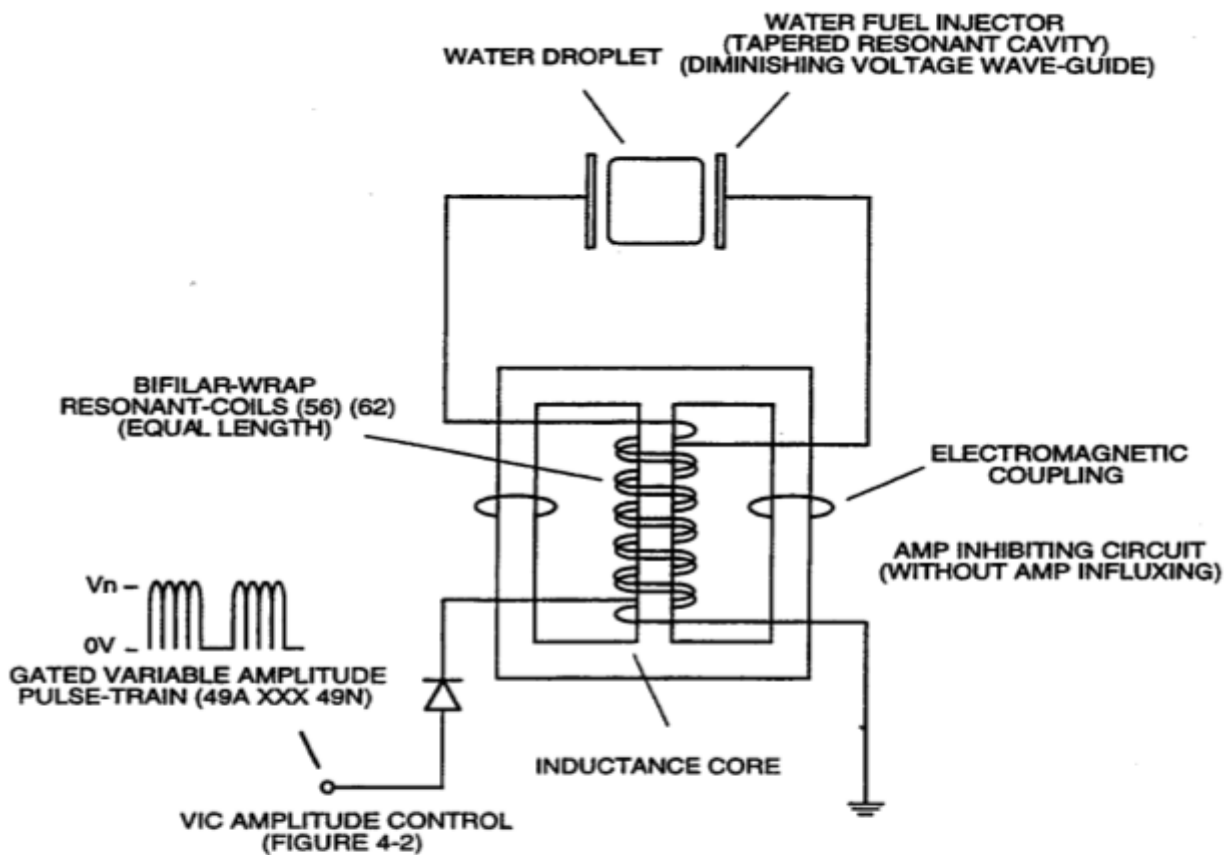 WATER DROPLET
WATER FUEL INJECTOR
(TAPERED RESONANT CAVITY)
(DIMINISHING VOLTAGE WAVE-GUIDE)
BIFILAR-WRAP
RESONANT-COILS (56) (62)
(EQUAL LENGTH)
ELECTROMAGNETIC
COUPLING
AMP INHIBITING CIRCUIT
(WITHOUT AMP INFLUXING)
Vn
0V
GATED VARIABLE AMPLITUDE
PULSE-TRAIN (49A XXX 49N)
INDUCTANCE CORE
VIC AMPLITUDE CONTROL
(FIGURE 4-2)